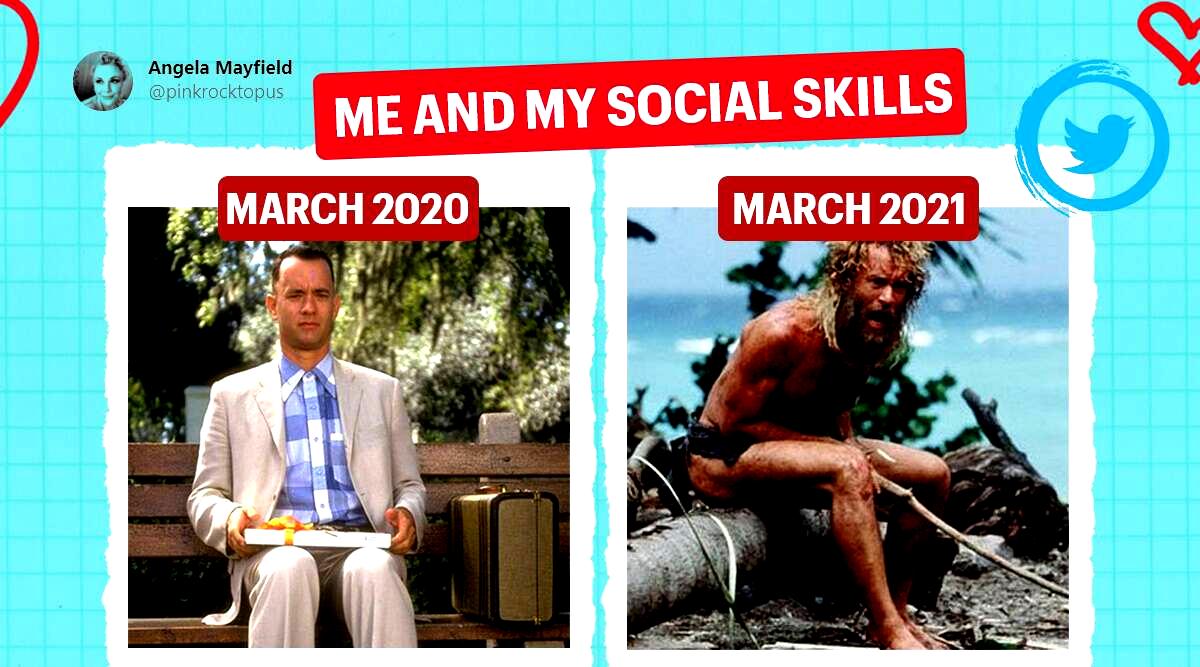 Angela Mayfield
@pinkrocktopus
ME AND MY SOCIAL SKILLS
MARCH 2020
MARCH 2021